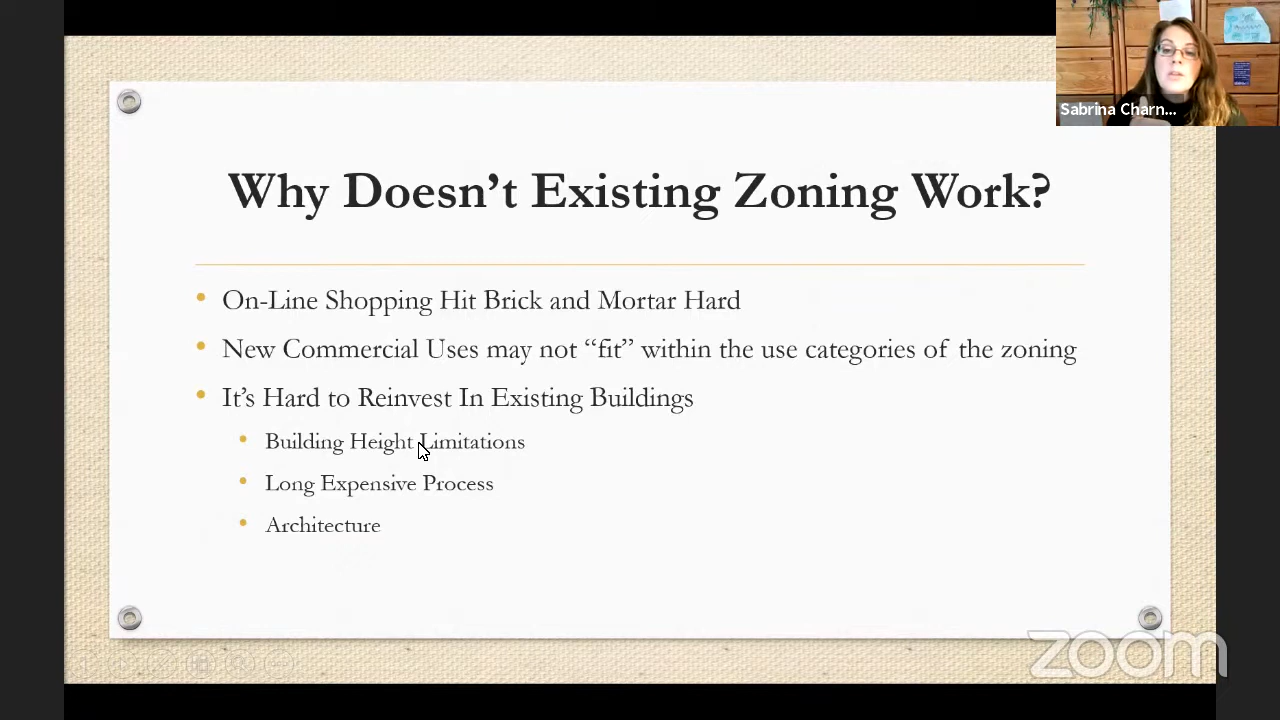 Sabrina Charn...
Why Doesn’t Existing Zoning Work?
On-Line Shopping Hit Brick and Mortar Hard
New Commercial Uses may not “fit” within the use categories of the zoning
It’s Hard to Reinvest In Existing Buildings
Building Height Limitations
Long Expensive Process
Architecture
zoom